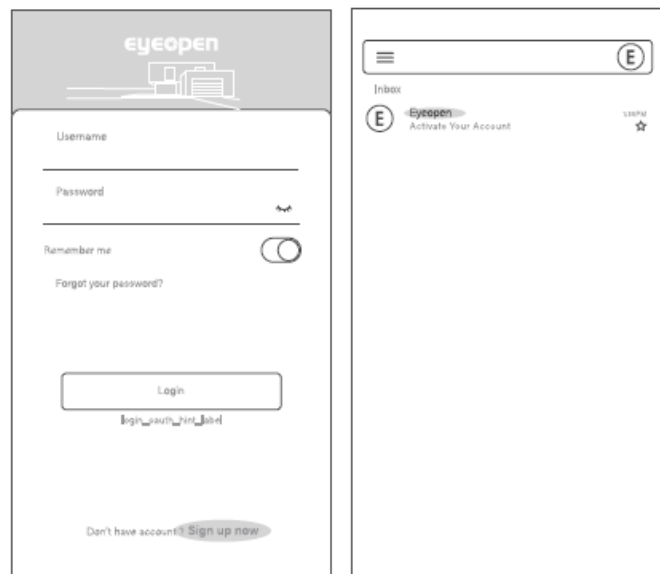 eyeopen
Username
Password
Remember me
Forgot your password?
Login
login_oauth_hint_label
Don't have account? Sign up now
E
Inbox
E
Eyeopen
Activate Your Account